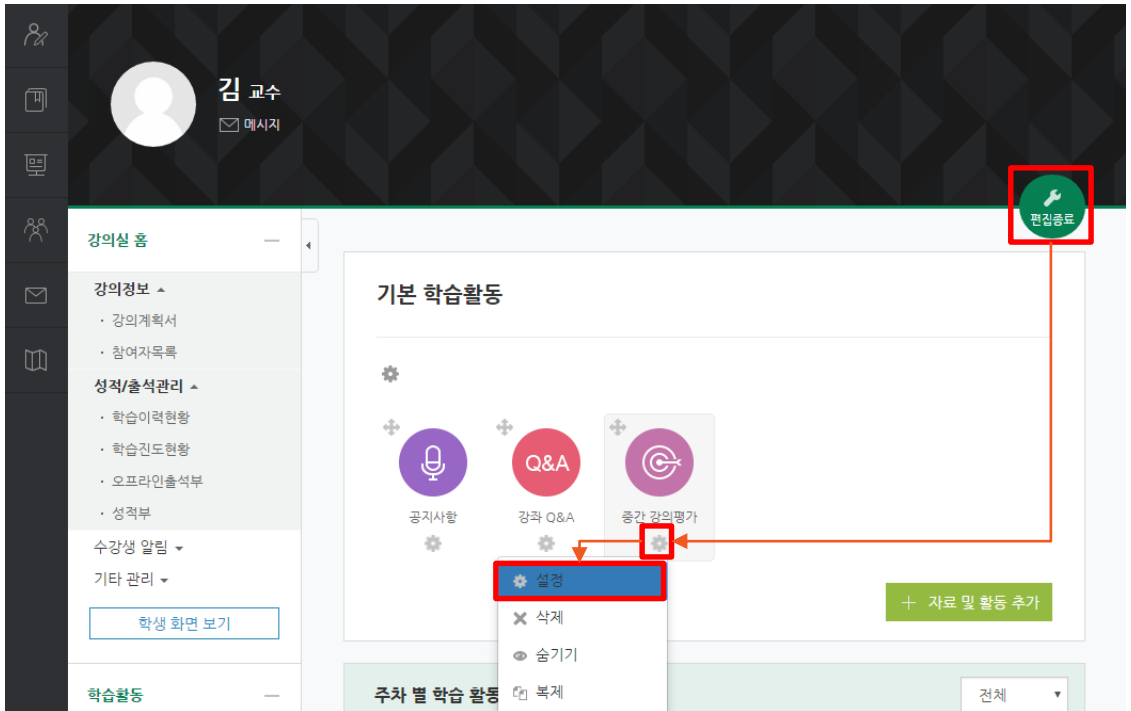 김 교수
메시지
편집종료
강의실 홈
강의정보
· 강의계획서
· 참여자목록
성적/출석관리
· 학습이력현황
· 학습진도현황
· 오프라인출석부
· 성적부
수강생 알림
기타 관리
학생 화면 보기
학습활동
기본 학습활동
Q&A
공지사항
강좌 Q&A
중간 강의평가
설정
삭제
숨기기
복제
+ 자료 및 활동 추가
주차 별 학습 활동
전체